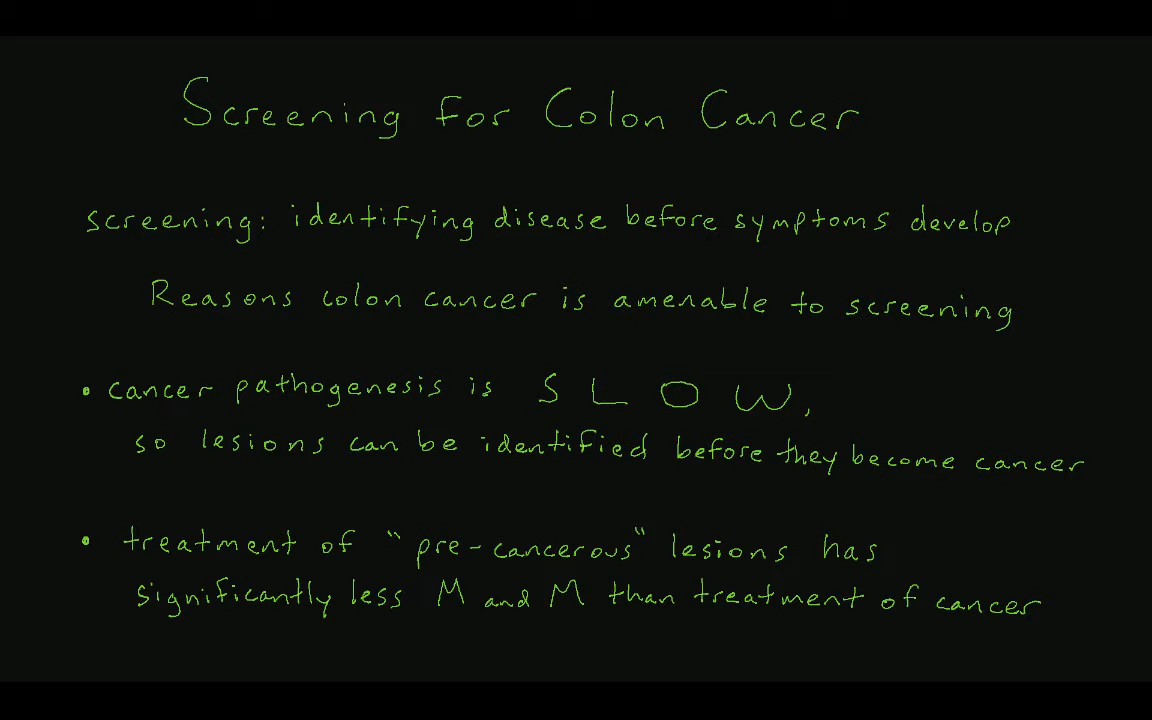 Screening for Colon Cancer
screening: identifying disease before symptoms develop
Reasons colon cancer is amenable to screening
• cancer pathogenesis is S L O W,
so lesions can be identified before they become cancer
• treatment of "pre-cancerous" lesions has
significantly less M and M than treatment of cancer